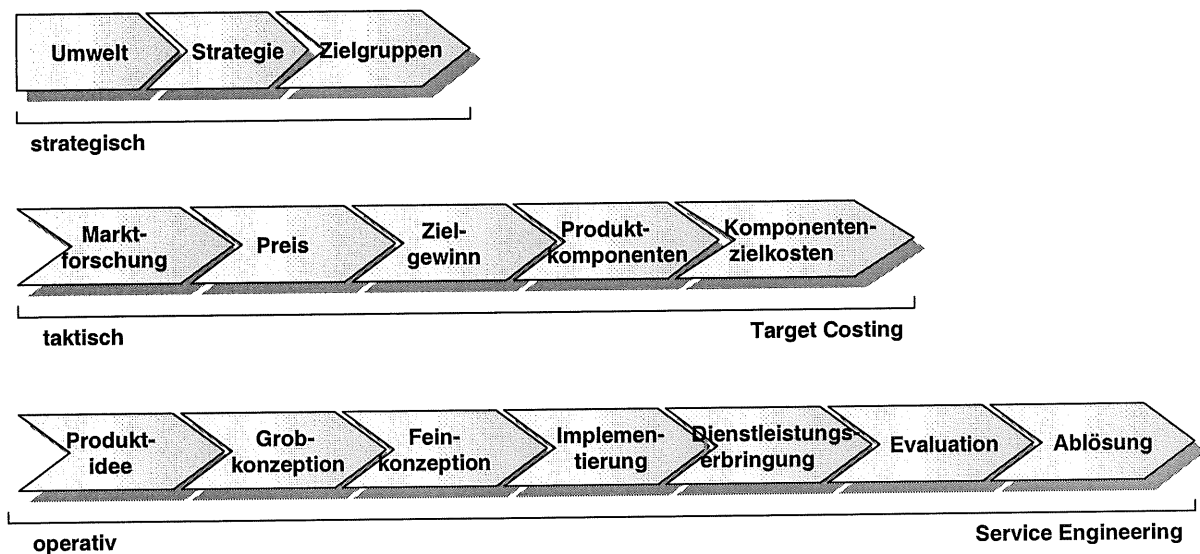 Umwelt Strategie Zielgruppen
strategisch
Markt-
forschung
Preis
Ziel-
gewinn
Produkt-
komponenten
Komponenten-
zielkosten
taktisch Target Costing
Produkt-
idee
Grob-
konzeption
Fein-
konzeption
Implemen-
tierung
Dienstleistungs-
erbringung
Evaluation
Ablösung
operativ Service Engineering